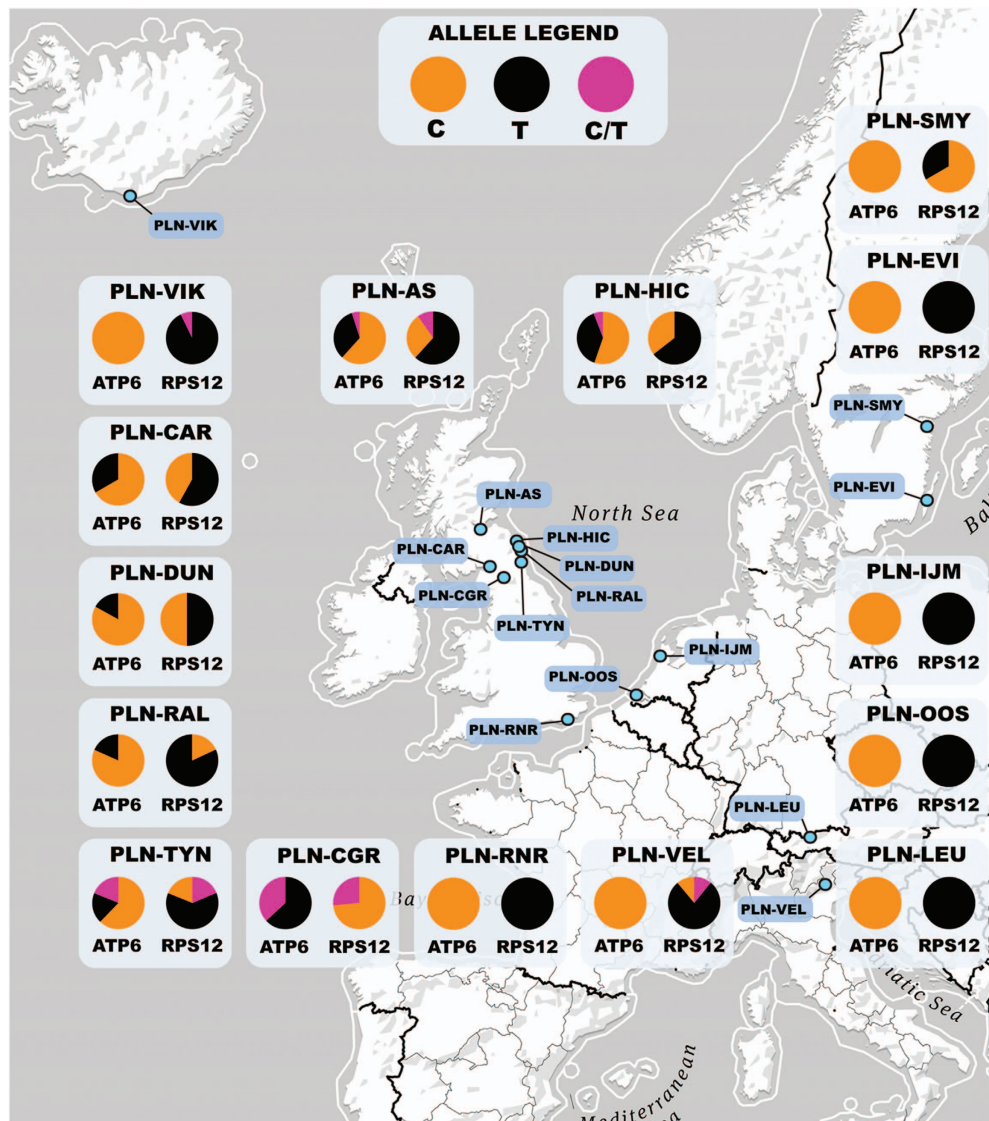 ALLELE LEGEND
C T C/T
PLN-SMY
ATP6 RPS12
PLN-VIK
PLN-EVI
ATP6 RPS12
PLN-VIK
ATP6 RPS12
PLN-AS
ATP6 RPS12
PLN-HIC
ATP6 RPS12
PLN-SMY
PLN-EVI
PLN-CAR
ATP6 RPS12
PLN-AS
North Sea
PLN-HIC
PLN-CAR
PLN-DUN
PLN-CGR
PLN-RAL
PLN-TYN
PLN-DUN
ATP6 RPS12
PLN-IJM
ATP6 RPS12
PLN-IJM
PLN-OOS
PLN-RNR
PLN-RAL
ATP6 RPS12
PLN-OOS
ATP6 RPS12
PLN-LEU
PLN-TYN
ATP6 RPS12
PLN-CGR
ATP6 RPS12
PLN-RNR
ATP6 RPS12
PLN-VEL
ATP6 RPS12
PLN-VEL
PLN-LEU
ATP6 RPS12
Bay
Sea
Mediterranean